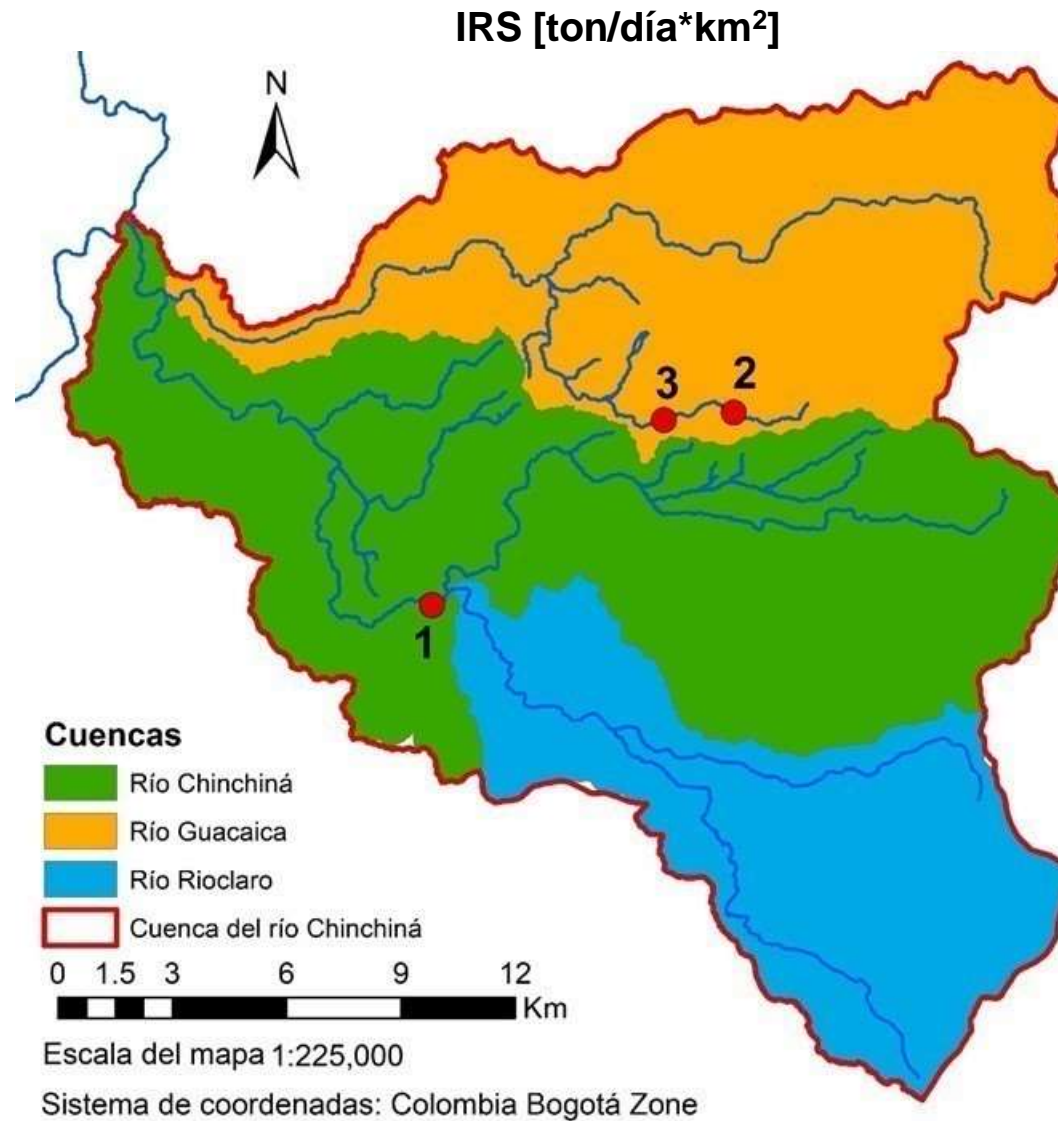 IRS [ton/día*km²]
N
3 2
1
Cuencas
Río Chinchiná
Río Guacaica
Río Rioclaro
Cuenca del río Chinchiná
0 1.5 3 6 9 12
Km
Escala del mapa 1:225,000
Sistema de coordenadas: Colombia Bogotá Zone